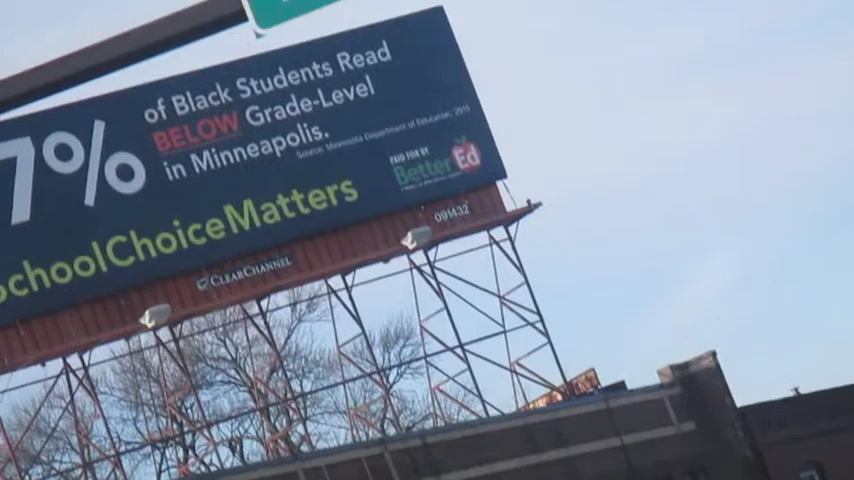 7%
of Black Students Read
BELOW Grade-Level
in Minneapolis.
Source: Minnesota Department of Education, 2015
PAID FOR BY
Better Ed
SchoolChoiceMatters
091432
CLEARCHANNEL